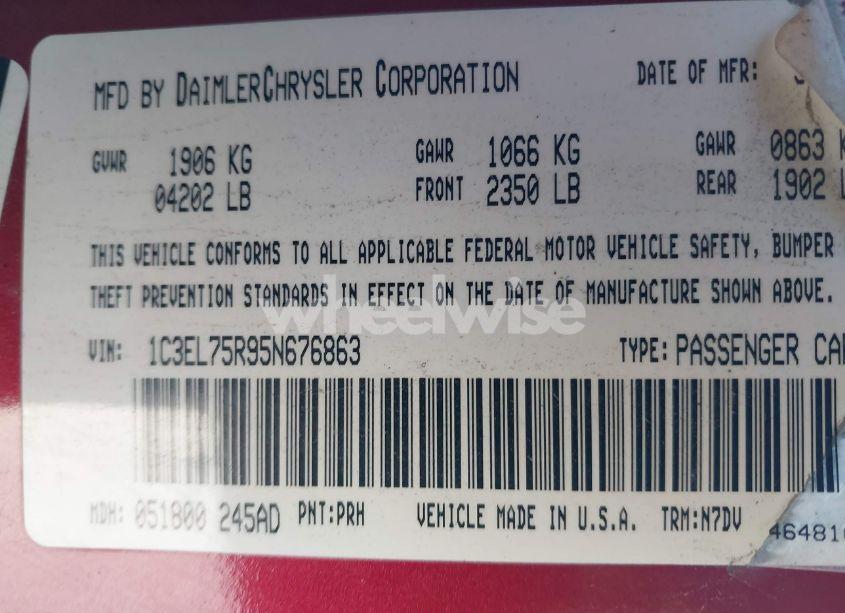 MFD BY DAIMLERCHRYSLER CORPORATION DATE OF MFR:
GVWR 1906 KG GAWR 1066 KG GAWR 0863
04202 LB FRONT 2350 LB REAR 1902
THIS VEHICLE CONFORMS TO ALL APPLICABLE FEDERAL MOTOR VEHICLE SAFETY, BUMPER
THEFT PREVENTION STANDARDS IN EFFECT ON THE DATE OF MANUFACTURE SHOWN ABOVE.
wheelwise
VIN: 1C3EL75R95N676863 TYPE: PASSENGER CAR
MDH: 051800 245AD PNT:PRH VEHICLE MADE IN U.S.A. TRM:N7DV
46481